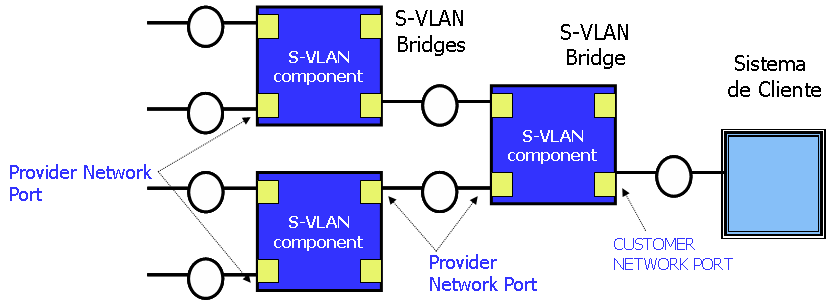 S-VLAN
component
S-VLAN
Bridges
S-VLAN
Bridge
Sistema
de Cliente
S-VLAN
component
Provider Network
Port
S-VLAN
component
Provider
Network Port
CUSTOMER
NETWORK PORT